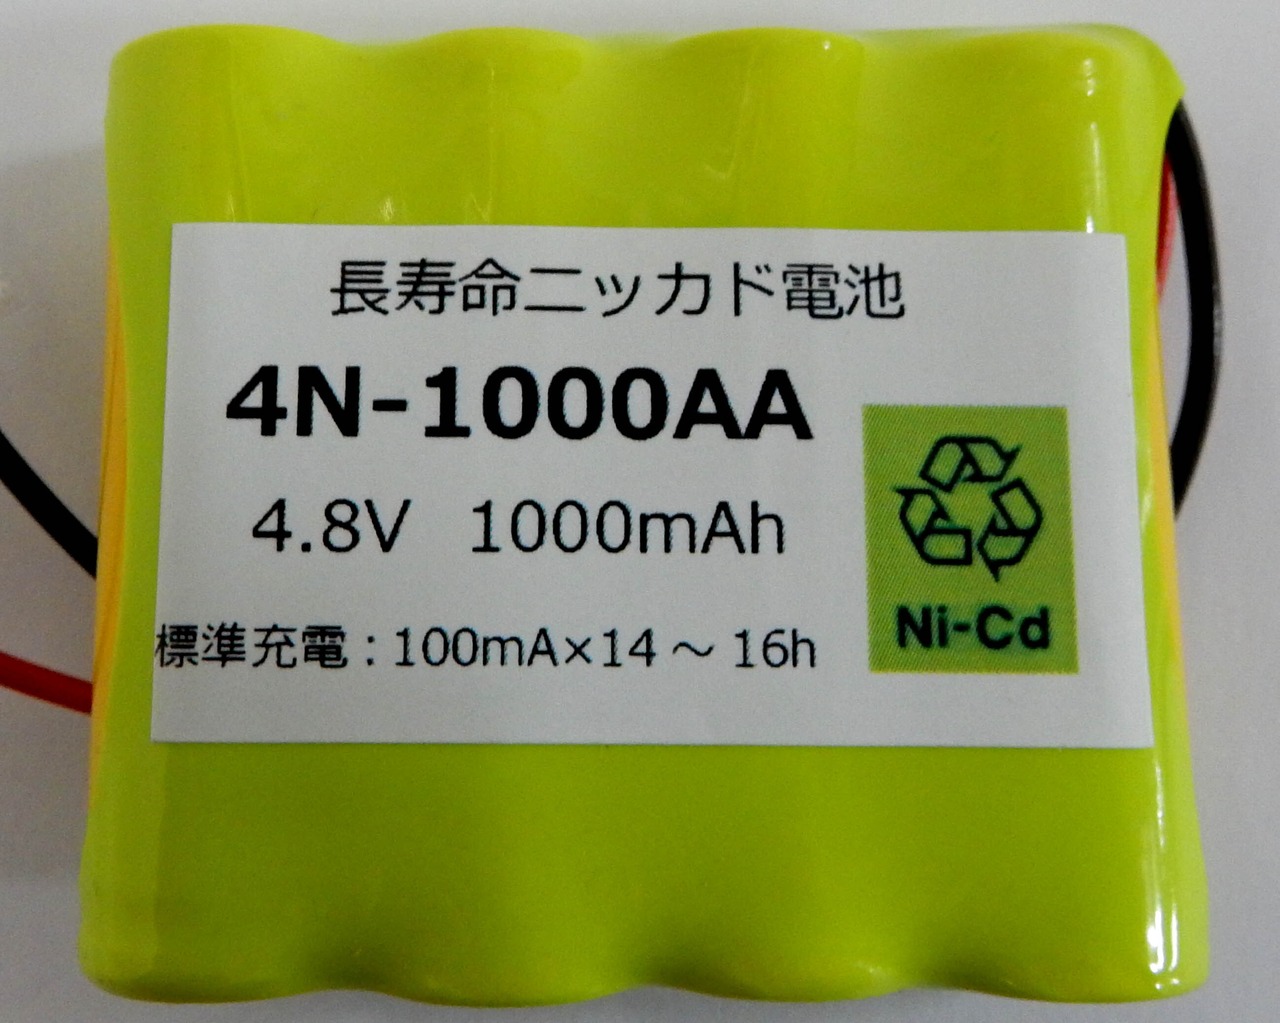 長寿命ニッカド電池
4N-1000AA
4.8V 1000mAh
標準充電：100mA×14～16h
Ni-Cd